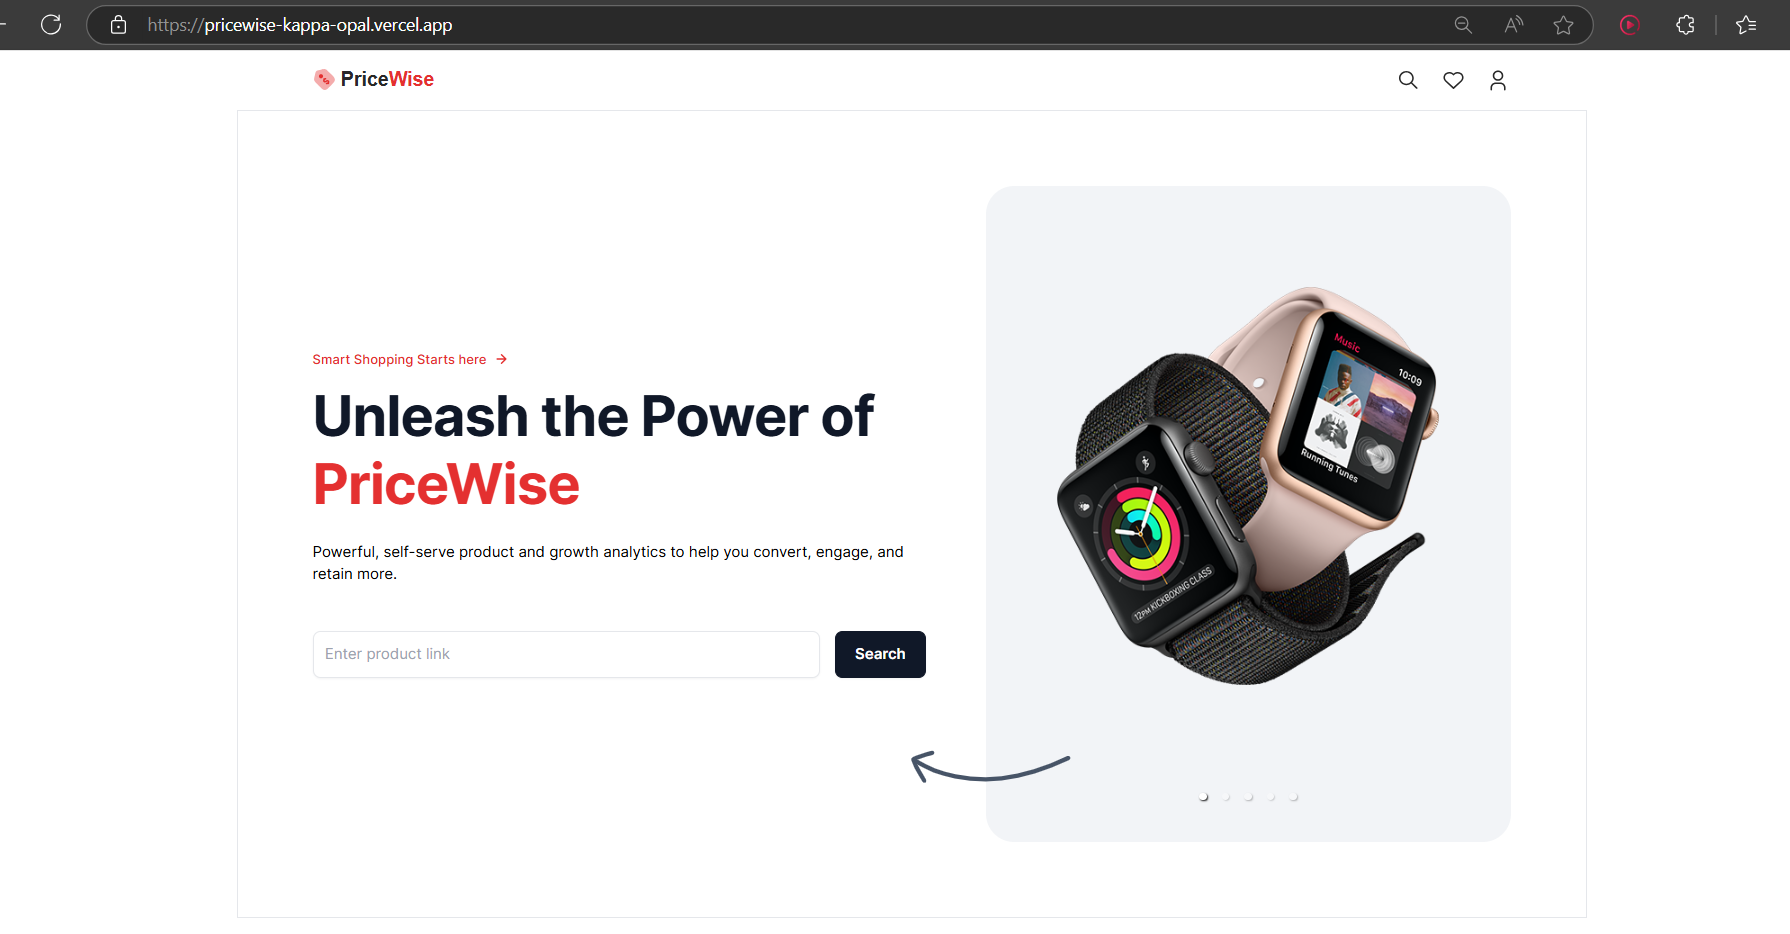 https://pricewise-kappa-opal.vercel.app
PriceWise
Smart Shopping Starts here
Unleash the Power of
PriceWise
Powerful, self-serve product and growth analytics to help you convert, engage, and
retain more.
Enter product link
Search
Music
10:09
Running Tunes
12PM KICKBOXING CLASS